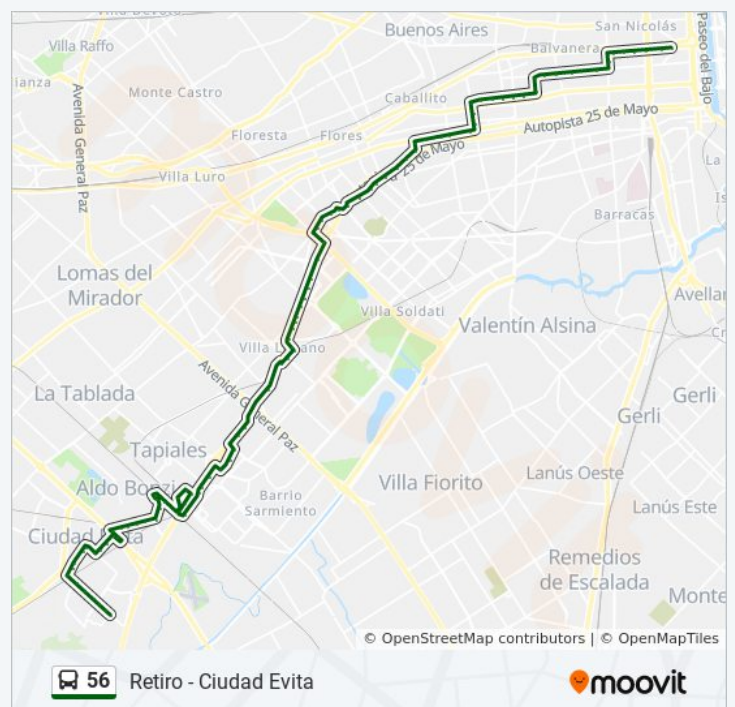 San Nicolás
Buenos Aires
Villa Raffo
Balvanera
Paseo del Bajo
Monte Castro
Caballito
Avenida General Paz
Autopista 25 de Mayo
Floresta
Flores
25 de Mayo
Villa Luro
La
Barracas
Lomas del
Mirador
Avellan
Villa Soldati
Valentín Alsina
Villa Lugano
Avenida General Paz
La Tablada
Gerli
Gerli
Tapiales
Lanús Oeste
Aldo Bonzi
Villa Fiorito
Barrio
Sarmiento
Lanús Este
Ciudad Evita
Remedios
de Escalada
Monte
© OpenStreetMap contributors | © OpenMapTiles
56 Retiro - Ciudad Evita
moovit